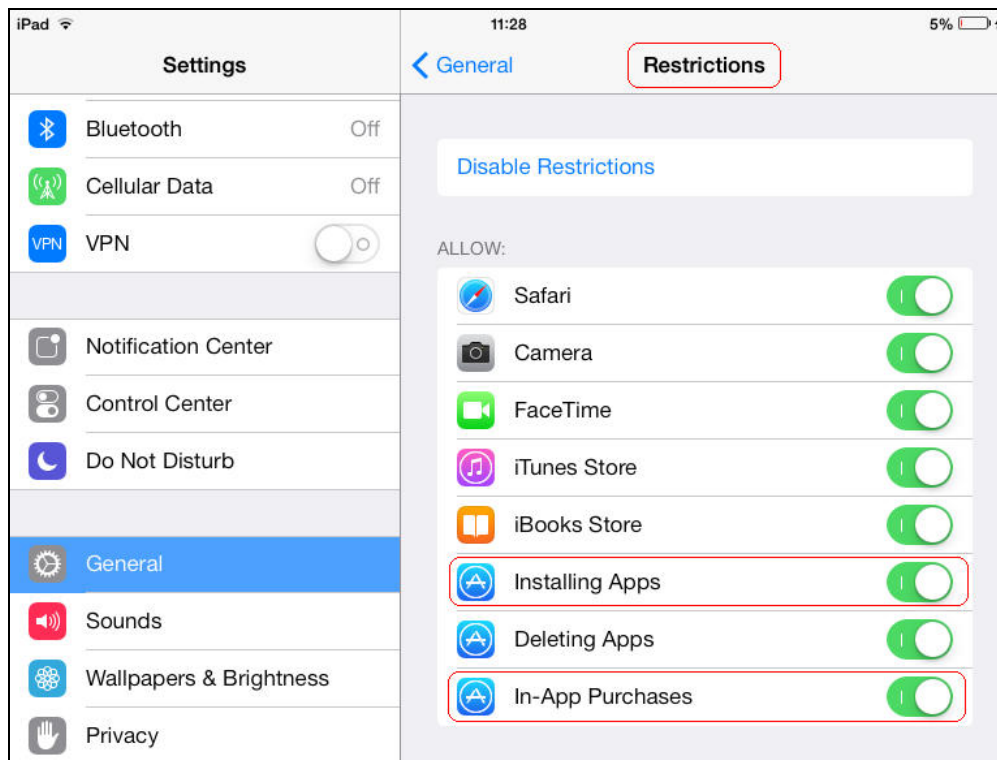 iPad 11:28 5%
Settings
General Restrictions
Bluetooth Off
Cellular Data Off
VPN VPN
Notification Center
Control Center
Do Not Disturb
General
Sounds
Wallpapers & Brightness
Privacy
Disable Restrictions
ALLOW:
Safari
Camera
FaceTime
iTunes Store
iBooks Store
Installing Apps
Deleting Apps
In-App Purchases